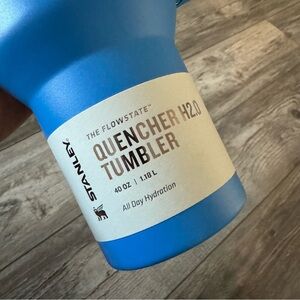 STANLEY
THE FLOWSTATE™
QUENCHER H2.0
TUMBLER
40 OZ | 1.18 L
All Day Hydration